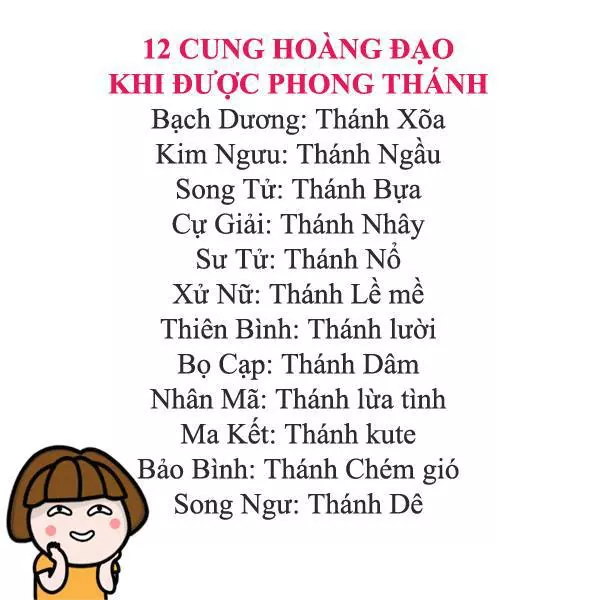 12 CUNG HOÀNG ĐẠO
KHI ĐƯỢC PHONG THÁNH
Bạch Dương: Thánh Xõa
Kim Ngưu: Thánh Ngầu
Song Tử: Thánh Bựa
Cự Giải: Thánh Nhây
Sư Tử: Thánh Nổ
Xử Nữ: Thánh Lề mề
Thiên Bình: Thánh lười
Bọ Cạp: Thánh Dâm
Nhân Mã: Thánh lừa tình
Ma Kết: Thánh kute
Bảo Bình: Thánh Chém gió
Song Ngư: Thánh Dê